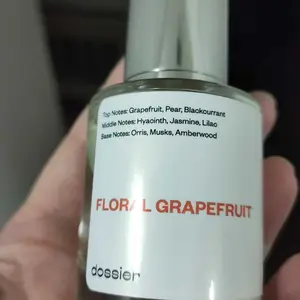 Top Notes: Grapefruit, Pear, Blackcurrant
Middle Notes: Hyacinth, Jasmine, Lilac
Base Notes: Orris, Musks, Amberwood
FLORAL GRAPEFRUIT
dossier